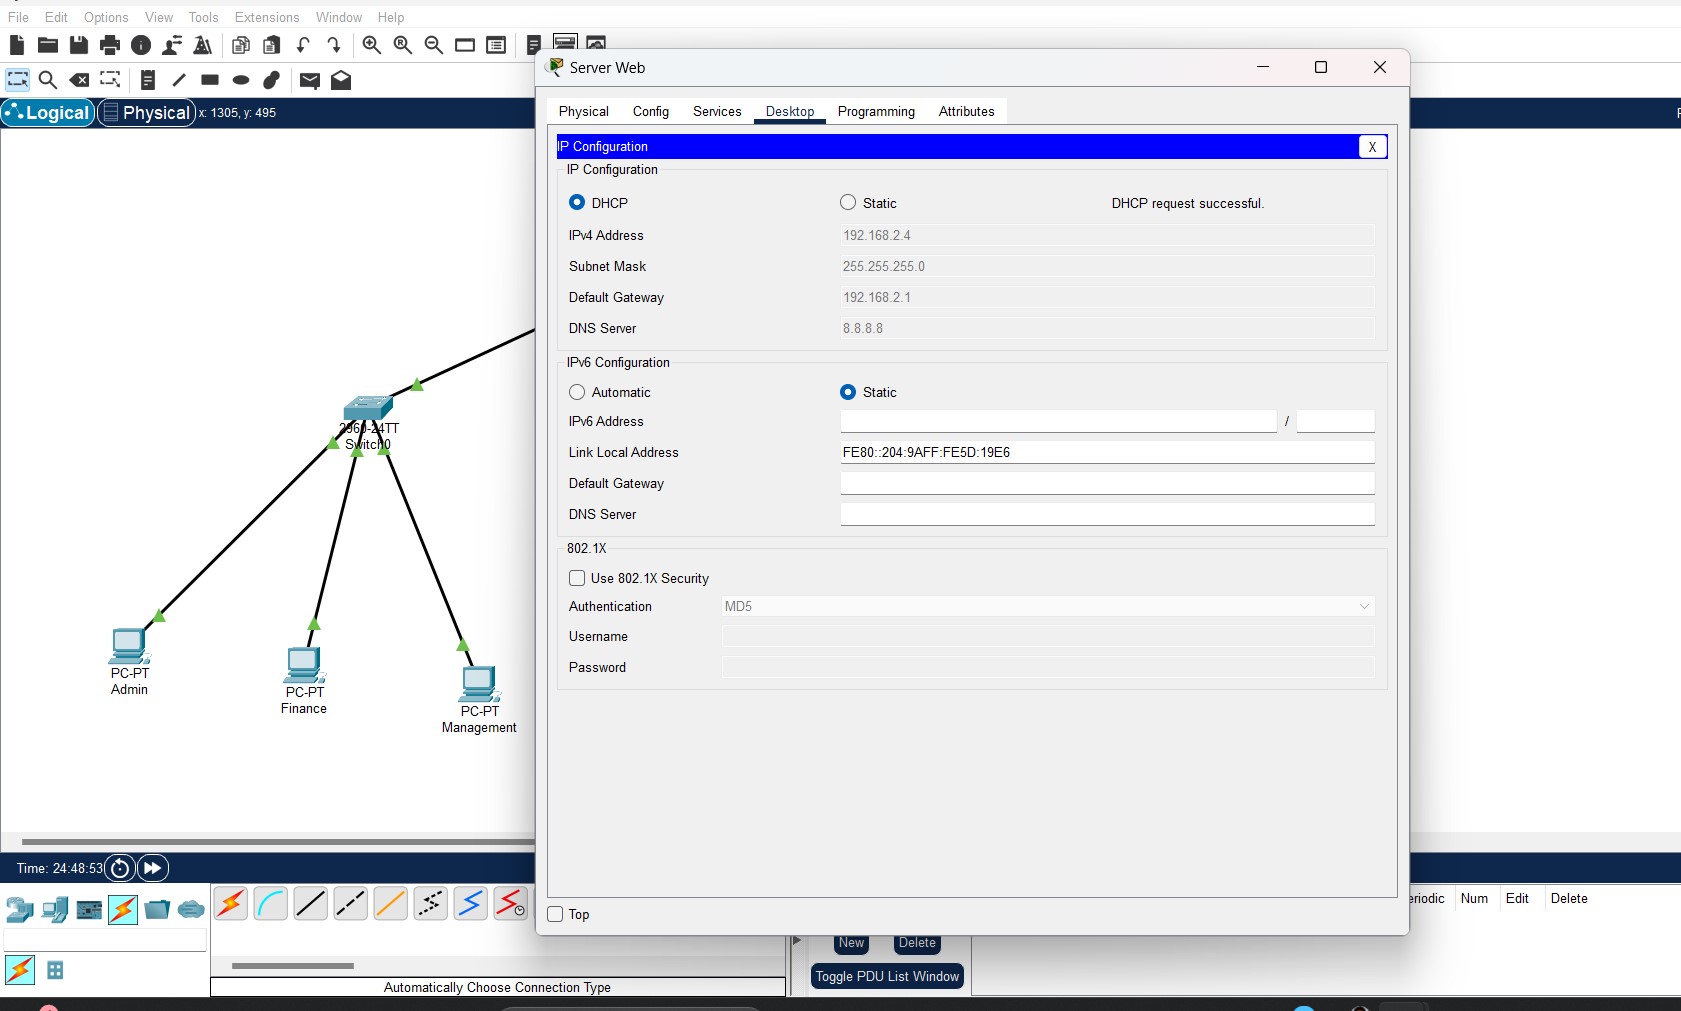 File Edit Options View Tools Extensions Window Help
Logical Physical x: 1305, y: 495
2960-24TT
Switch0
PC-PT
Admin
PC-PT
Finance
PC-PT
Management
Server Web
Physical Config Services Desktop Programming Attributes
IP Configuration X
IP Configuration
DHCP Static DHCP request successful.
IPv4 Address 192.168.2.4
Subnet Mask 255.255.255.0
Default Gateway 192.168.2.1
DNS Server 8.8.8.8
IPv6 Configuration
Automatic Static
IPv6 Address /
Link Local Address FE80::204:9AFF:FE5D:19E6
Default Gateway
DNS Server
802.1X
Use 802.1X Security
Authentication MD5
Username
Password
Top
Time: 24:48:53
eriodic Num Edit Delete
New Delete
Toggle PDU List Window
Automatically Choose Connection Type